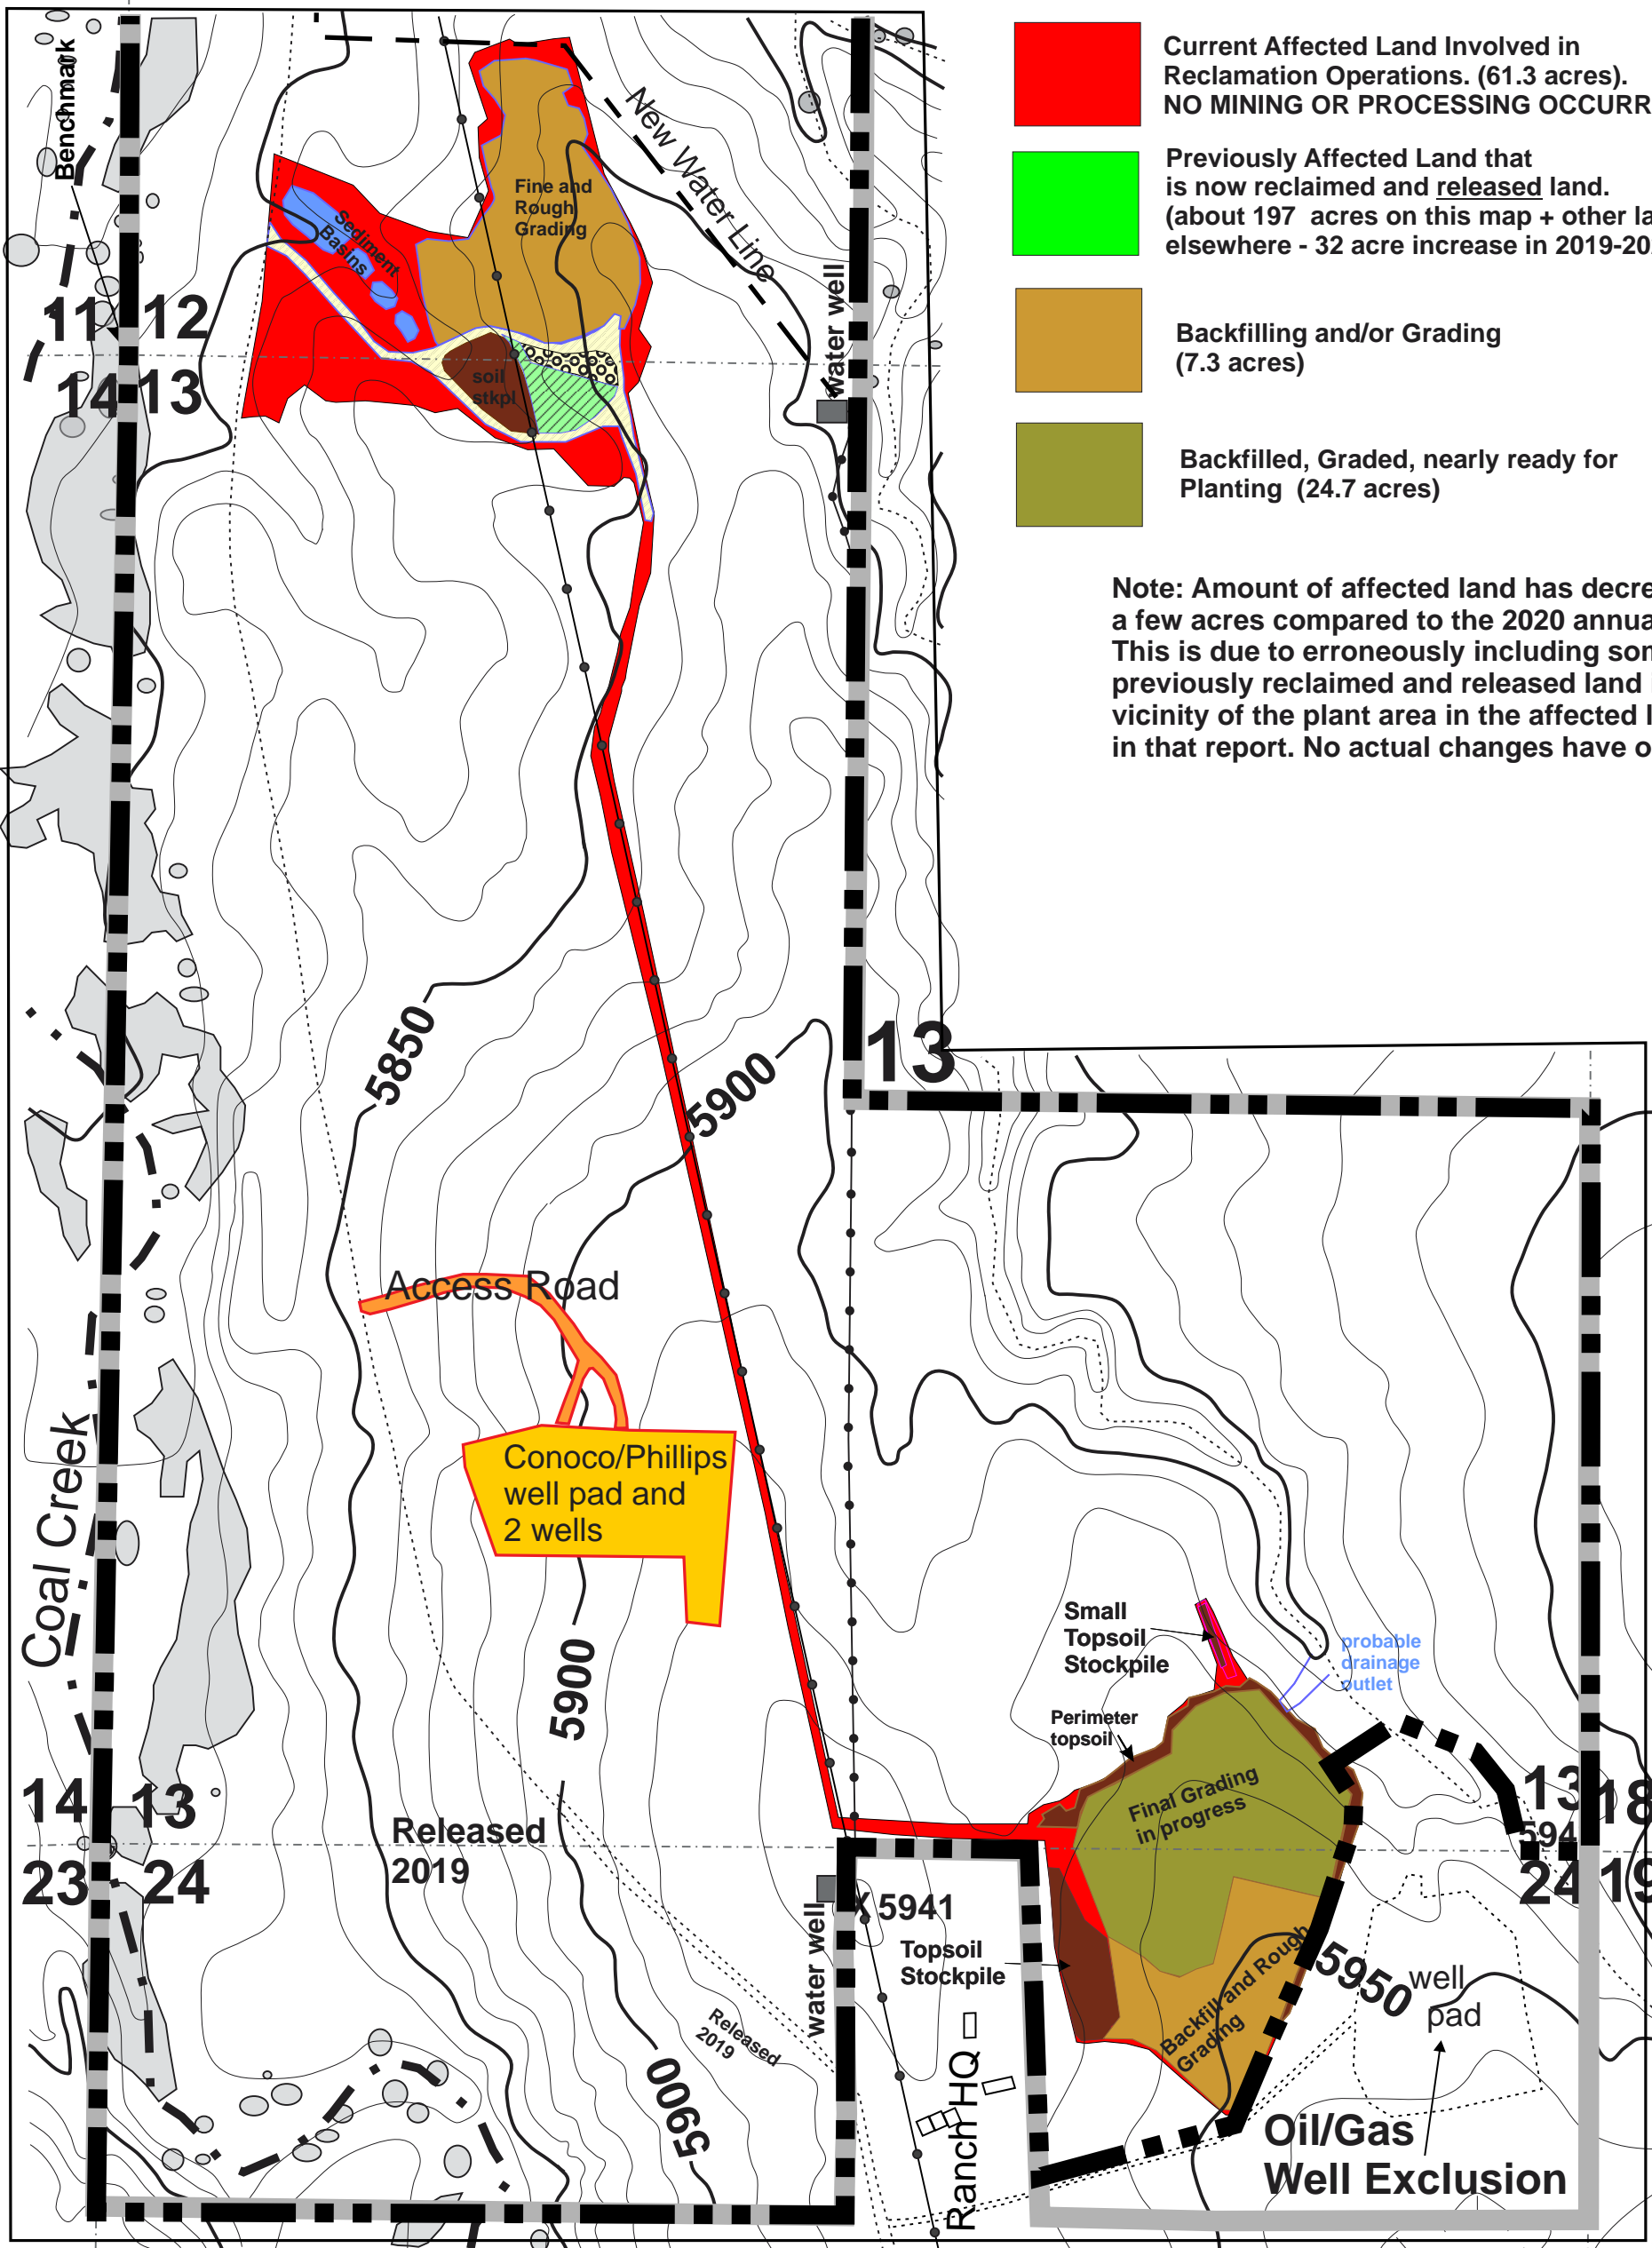 Current Affected Land Involved in
Reclamation Operations. (61.3 acres).
NO MINING OR PROCESSING OCCURR
Previously Affected Land that
is now reclaimed and released land.
(about 197 acres on this map + other la
elsewhere - 32 acre increase in 2019-20
Backfilling and/or Grading
(7.3 acres)
Backfilled, Graded, nearly ready for
Planting (24.7 acres)
Note: Amount of affected land has decre
a few acres compared to the 2020 annua
This is due to erroneously including som
previously reclaimed and released land
vicinity of the plant area in the affected l
in that report. No actual changes have o
Benchmark
New Water Line
Fine and
Rough
Grading
Sediment
Basins
water well
11 12
14 13
soil
stkpl
13
5850
5900
Access Road
Conoco/Phillips
well pad and
2 wells
Coal Creek
5900
Small
Topsoil
Stockpile
probable
drainage
outlet
Perimeter
topsoil
Final Grading
in progress
14 13
23 24
Released
2019
13 18
594
24 19
water well
X 5941
Topsoil
Stockpile
Backfill and Rough
Grading
5950
well
pad
Released
2019
5900
Ranch HQ
Oil/Gas
Well Exclusion